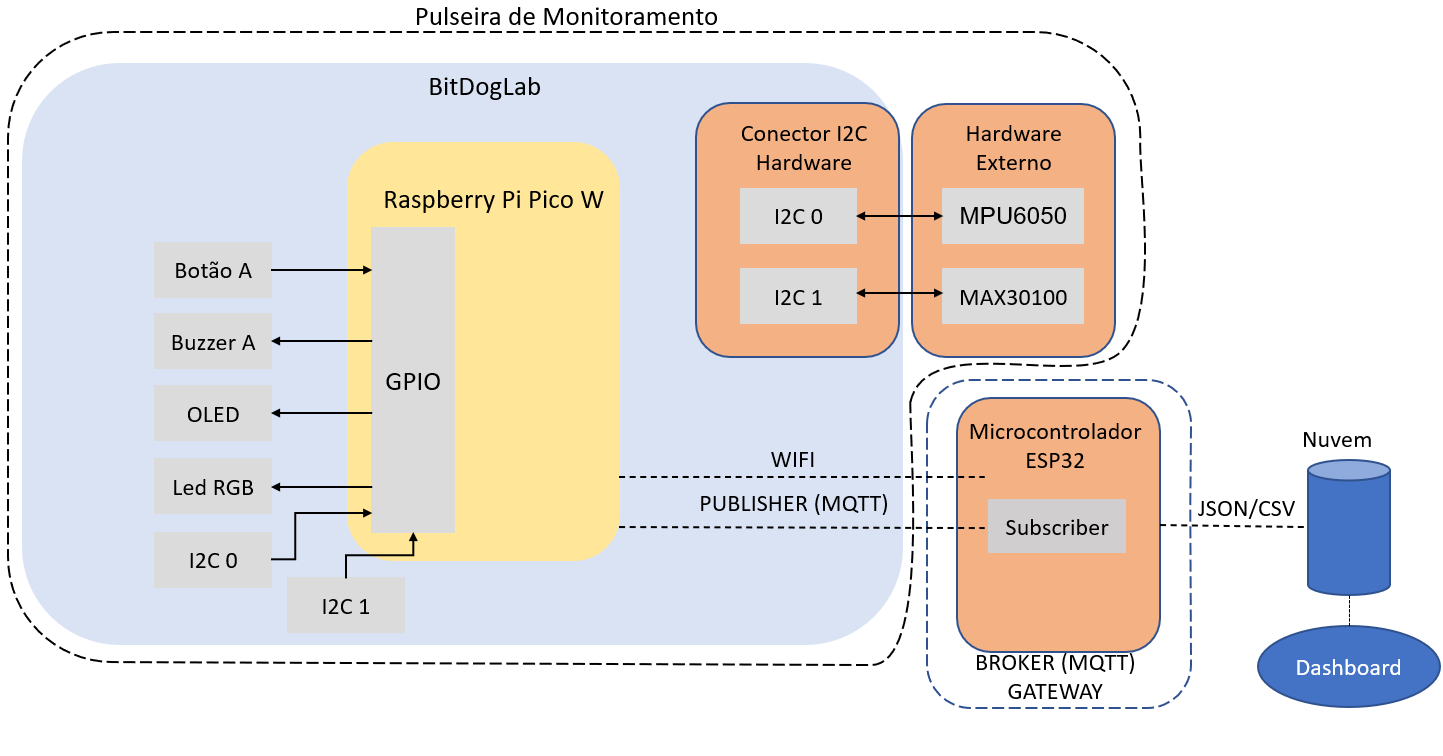 Pulseira de Monitoramento
BitDogLab
Raspberry Pi Pico W
GPIO
Botão A
Buzzer A
OLED
Led RGB
I2C 0
I2C 1
Conector I2C
Hardware
I2C 0
I2C 1
Hardware
Externo
MPU6050
MAX30100
WIFI
PUBLISHER (MQTT)
Microcontrolador
ESP32
Subscriber
BROKER (MQTT)
GATEWAY
JSON/CSV
Nuvem
Dashboard